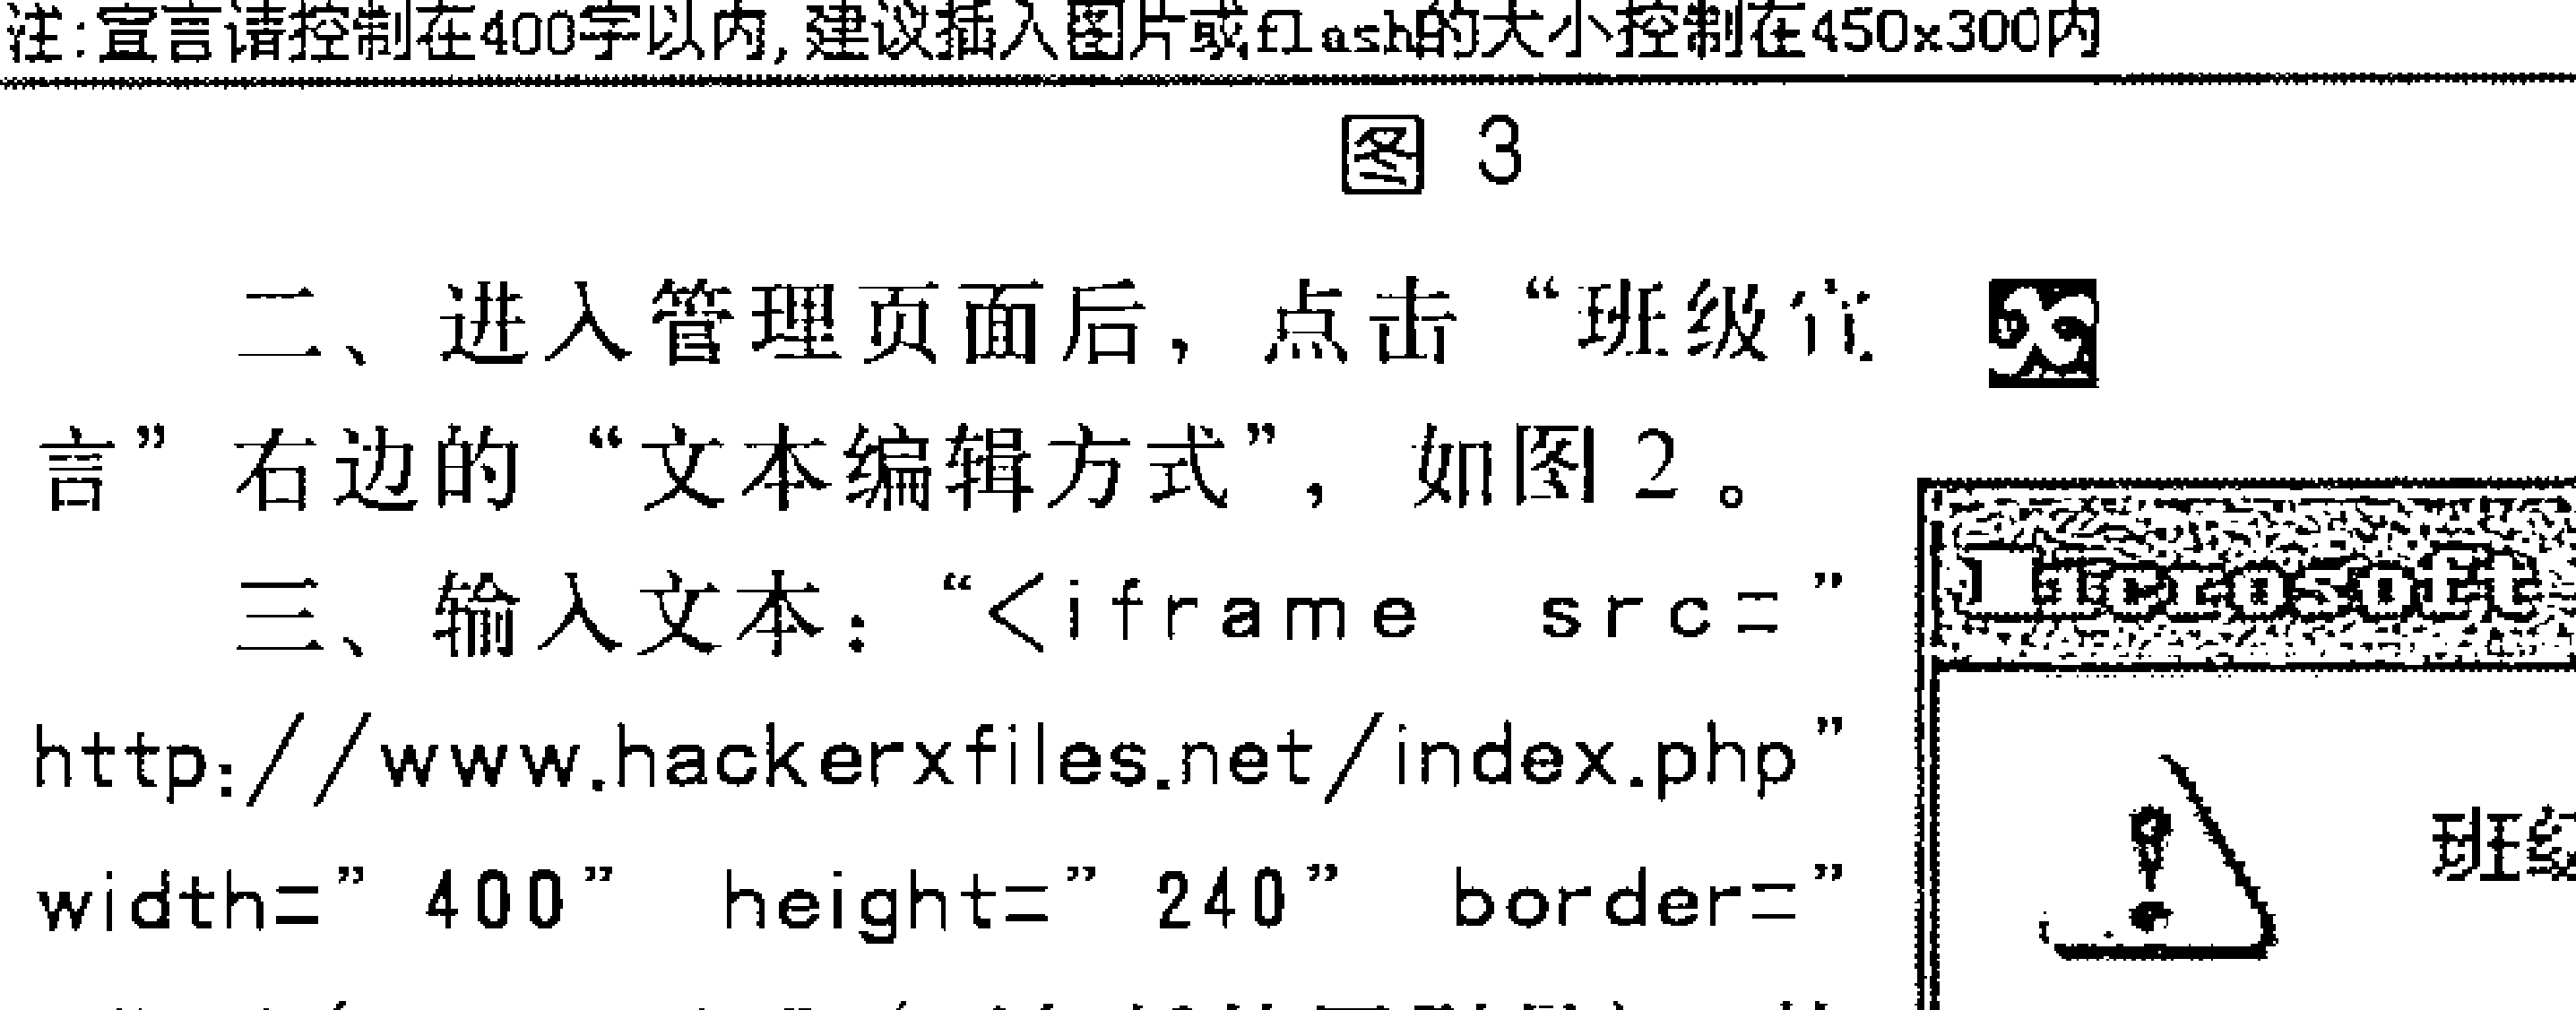 注:宣言请控制在400字以内,建议插入图片或flash的大小控制在450x300内
图 3
二、进入管理页面后，点击“班级宣
言”右边的“文本编辑方式”，如图 2 。
三、输入文本：“<iframe src=”
http://www.hackerxfiles.net/index.php”
width=” 400” height=” 240” border=”
Microsoft
班级